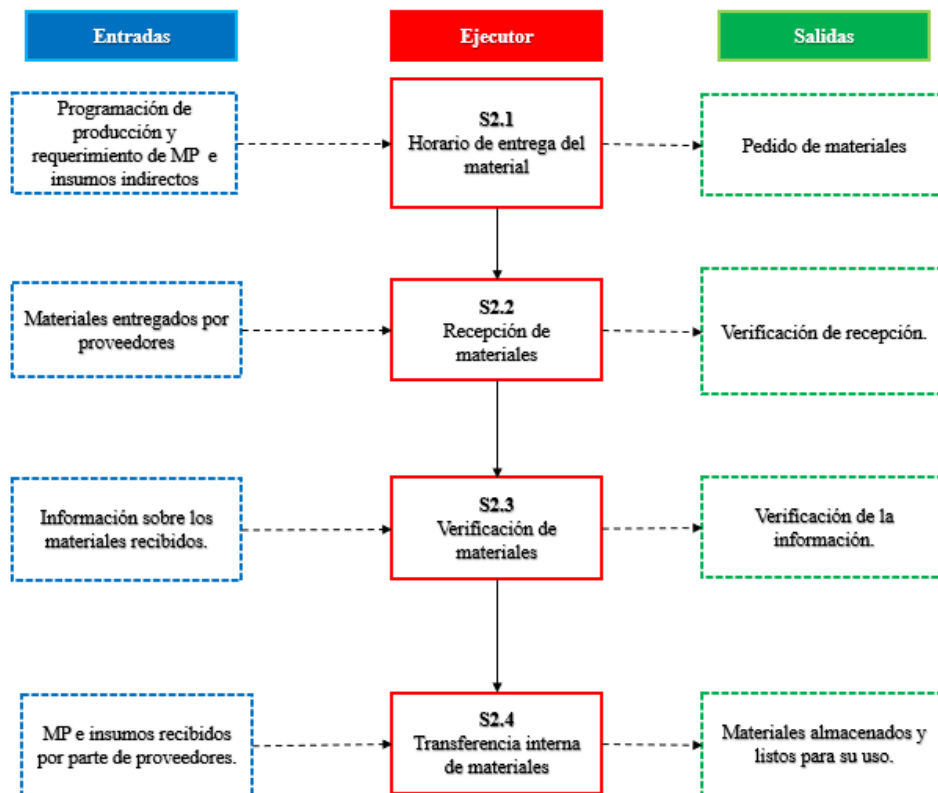 Entradas
Ejecutor
Salidas
Programación de
producción y
requerimiento de MP e
insumos indirectos
S2.1
Horario de entrega del
material
Pedido de materiales
Materiales entregados por
proveedores
S2.2
Recepción de
materiales
Verificación de recepción.
Información sobre los
materiales recibidos.
S2.3
Verificación de
materiales
Verificación de la
información.
MP e insumos recibidos
por parte de proveedores.
S2.4
Transferencia interna
de materiales
Materiales almacenados y
listos para su uso.